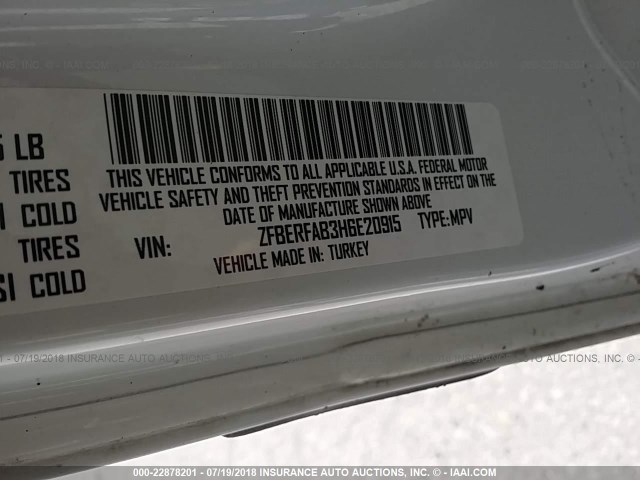 5 LB
TIRES
SI COLD
TIRES
SI COLD
THIS VEHICLE CONFORMS TO ALL APPLICABLE U.S.A. FEDERAL MOTOR
VEHICLE SAFETY AND THEFT PREVENTION STANDARDS IN EFFECT ON THE
DATE OF MANUFACTURE SHOWN ABOVE
VIN: ZFBERFAB3H6E20915 TYPE: MPV
VEHICLE MADE IN: TURKEY
000-22878201 - 07/19/2018 INSURANCE AUTO AUCTIONS - © - IAAI.COM